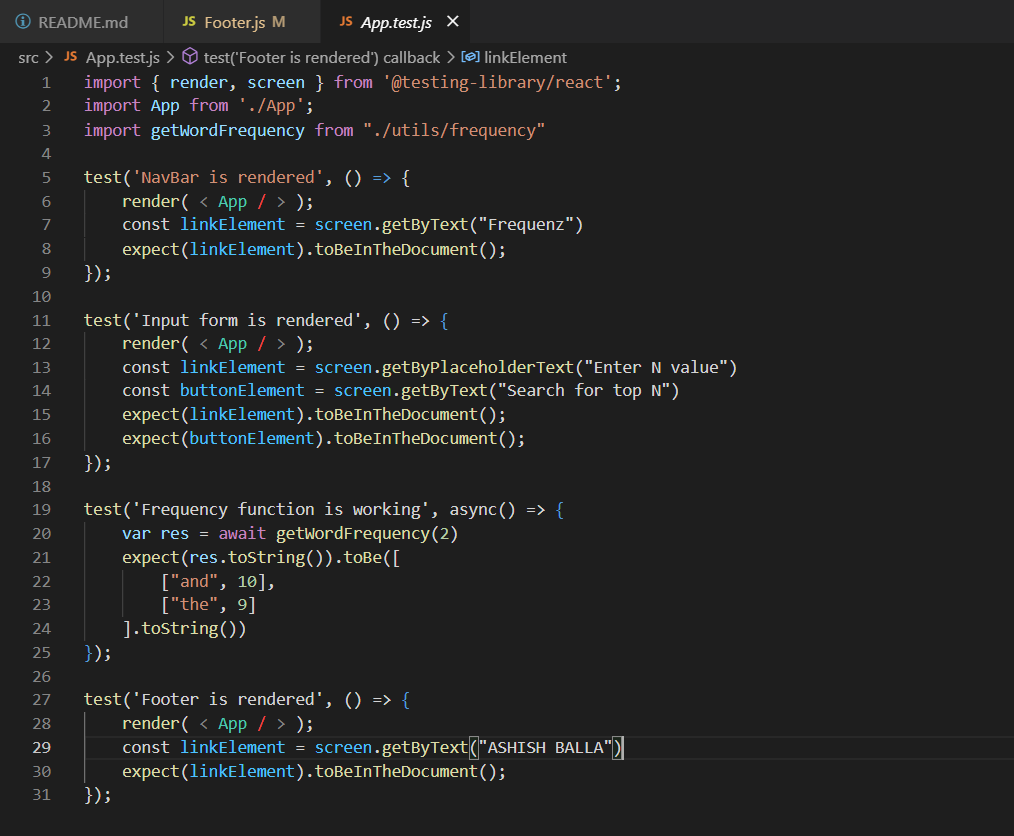 README.md JS Footer.js M JS App.test.js
src > JS App.test.js > test('Footer is rendered') callback > linkElement
1 import { render, screen } from '@testing-library/react';
2 import App from './App';
3 import getWordFrequency from "./utils/frequency"
4
5 test('NavBar is rendered', () => {
6     render( < App / > );
7     const linkElement = screen.getByText("Frequenz")
8     expect(linkElement).toBeInTheDocument();
9 });
10
11 test('Input form is rendered', () => {
12     render( < App / > );
13     const linkElement = screen.getByPlaceholderText("Enter N value")
14     const buttonElement = screen.getByText("Search for top N")
15     expect(linkElement).toBeInTheDocument();
16     expect(buttonElement).toBeInTheDocument();
17 });
18
19 test('Frequency function is working', async() => {
20     var res = await getWordFrequency(2)
21     expect(res.toString()).toBe([
22         ["and", 10],
23         ["the", 9]
24     ].toString())
25 });
26
27 test('Footer is rendered', () => {
28     render( < App / > );
29     const linkElement = screen.getByText("ASHISH BALLA")
30     expect(linkElement).toBeInTheDocument();
31 });